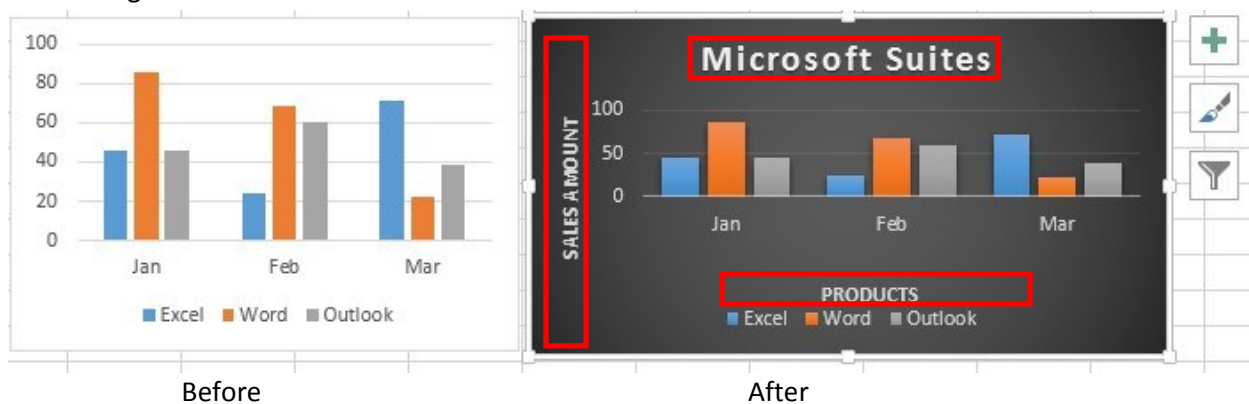 100
80
60
40
20
0
Jan Feb Mar
Excel Word Outlook
Microsoft Suites
SALES AMOUNT
100
50
0
Jan Feb Mar
PRODUCTS
Excel Word Outlook
Before After